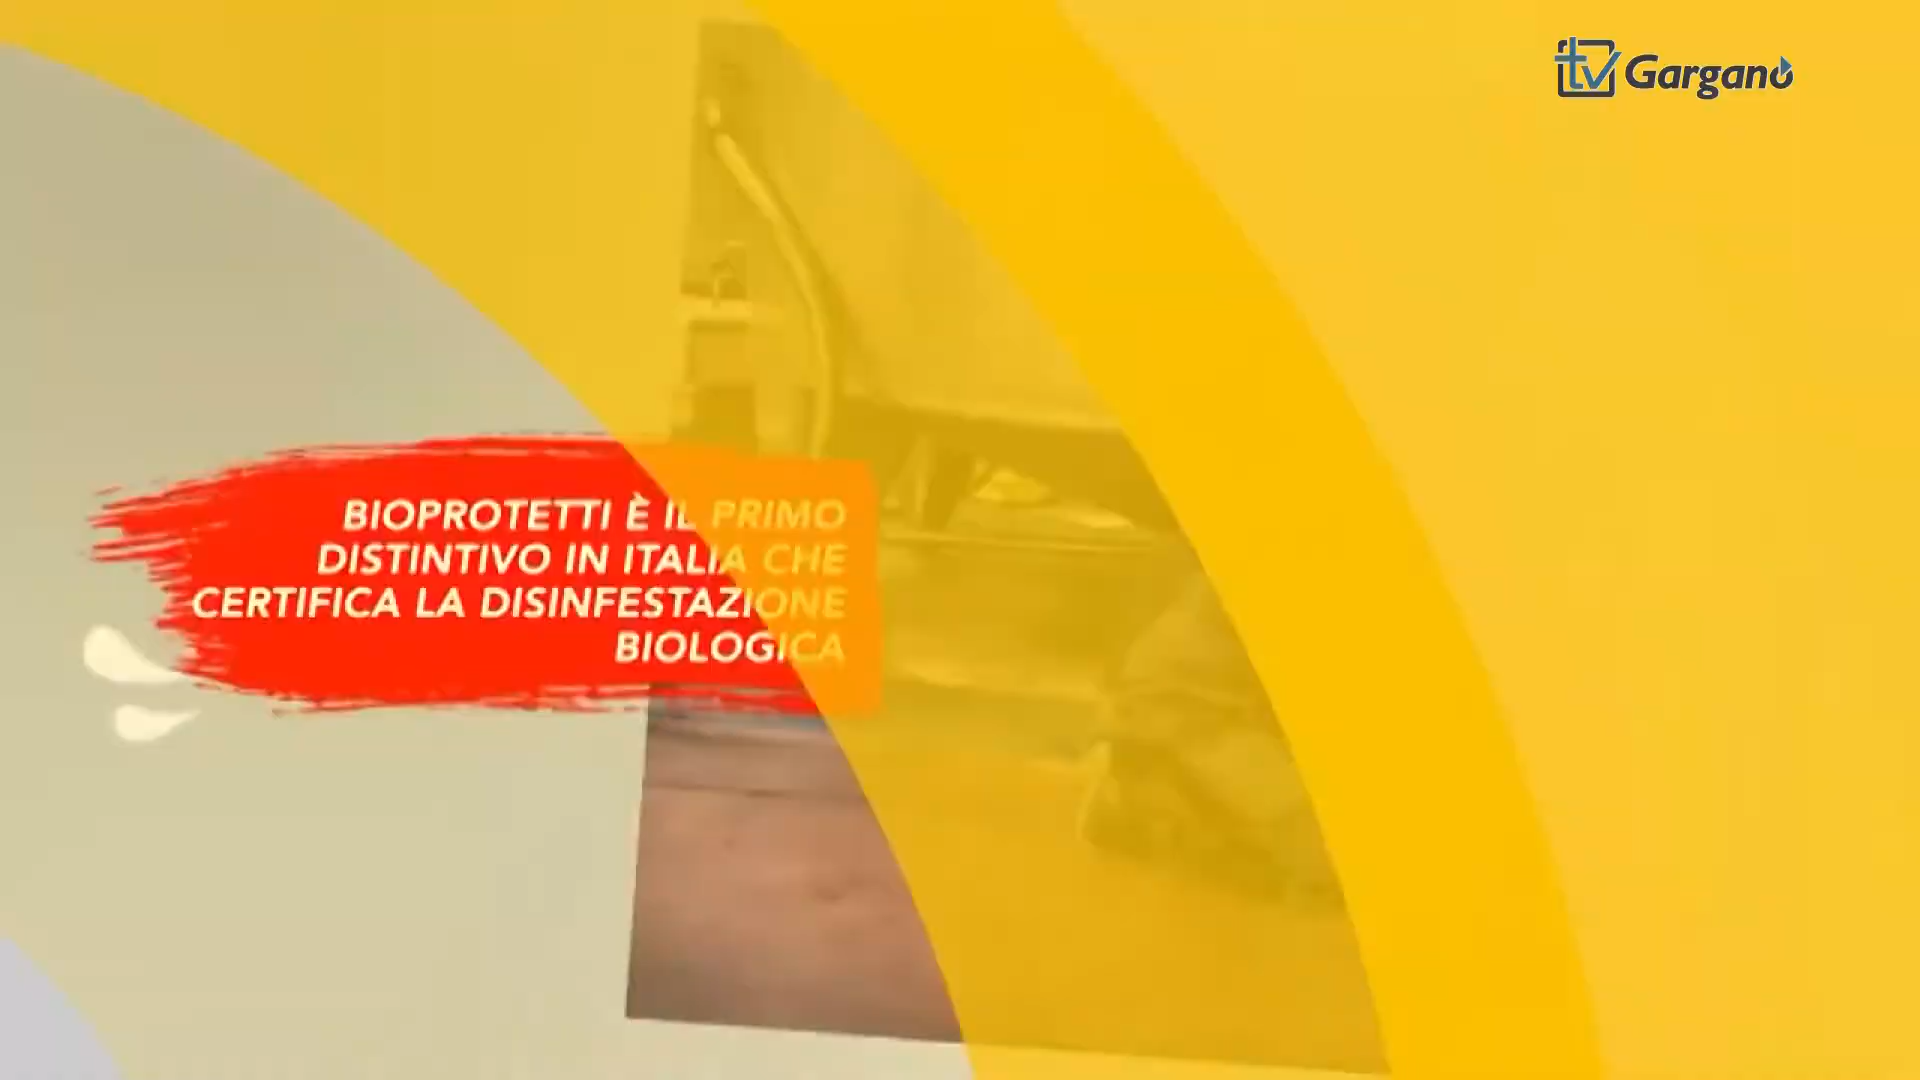 tv Gargano
BIOPROTETTI È IL PRIMO
DISTINTIVO IN ITALIA CHE
CERTIFICA LA DISINFESTAZIONE
BIOLOGICA